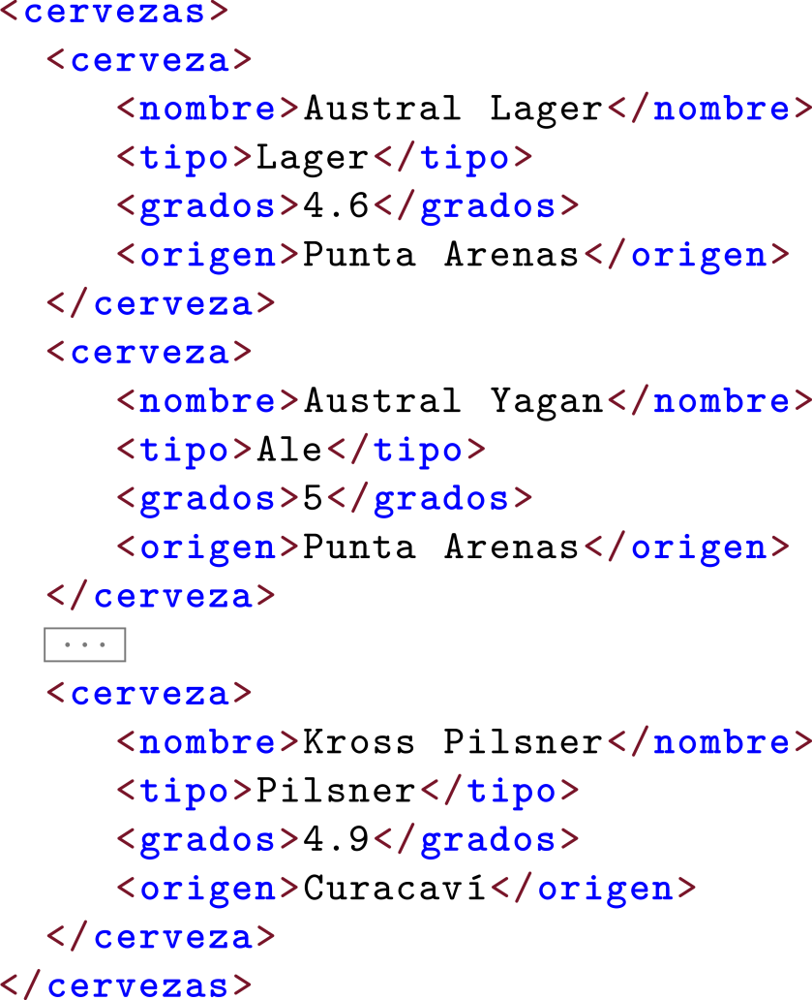 <cervezas>
<cerveza>
<nombre>Austral Lager</nombre>
<tipo>Lager</tipo>
<grados>4.6</grados>
<origen>Punta Arenas</origen>
</cerveza>
<cerveza>
<nombre>Austral Yagan</nombre>
<tipo>Ale</tipo>
<grados>5</grados>
<origen>Punta Arenas</origen>
</cerveza>
...
<cerveza>
<nombre>Kross Pilsner</nombre>
<tipo>Pilsner</tipo>
<grados>4.9</grados>
<origen>Curacaví</origen>
</cerveza>
</cervezas>